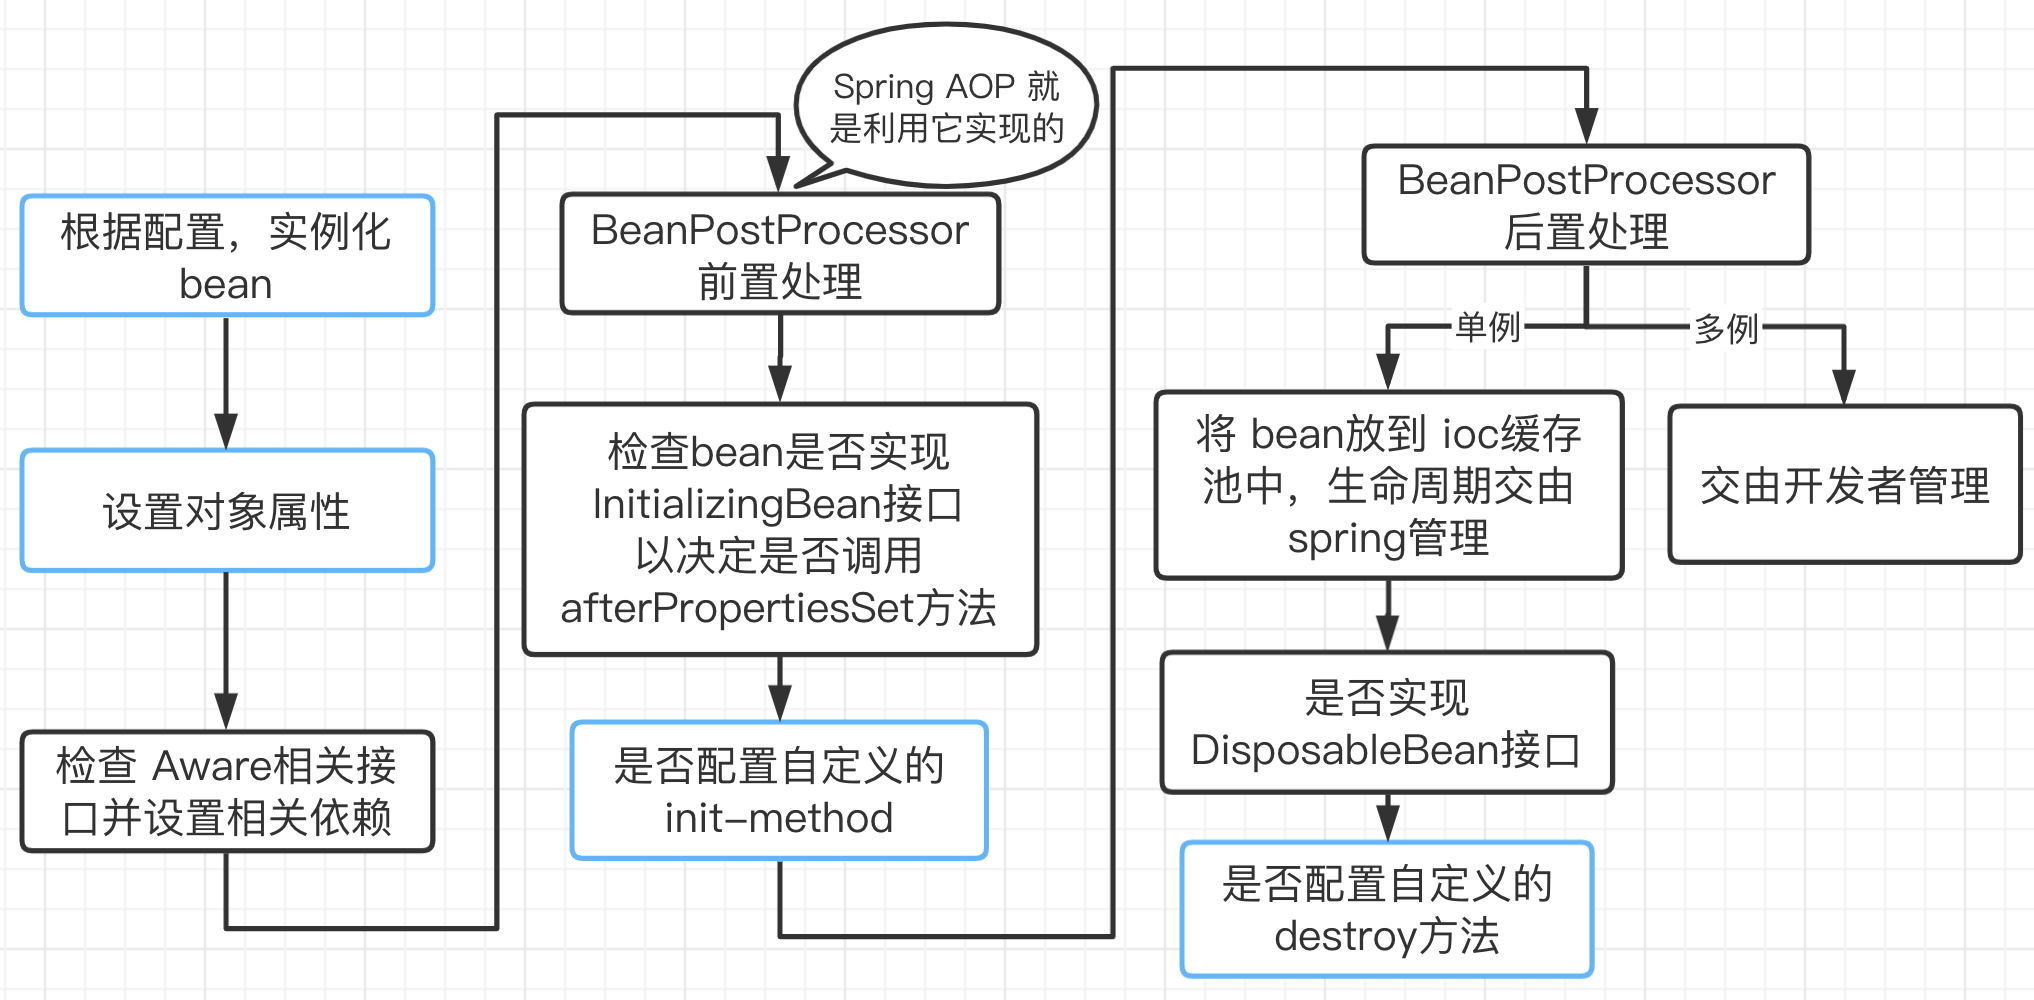 根据配置，实例化
bean
设置对象属性
检查 Aware相关接
口并设置相关依赖
Spring AOP 就
是利用它实现的
BeanPostProcessor
前置处理
检查bean是否实现
InitializingBean接口
以决定是否调用
afterPropertiesSet方法
是否配置自定义的
init-method
BeanPostProcessor
后置处理
单例
多例
将 bean放到 ioc缓存
池中，生命周期交由
spring管理
交由开发者管理
是否实现
DisposableBean接口
是否配置自定义的
destroy方法